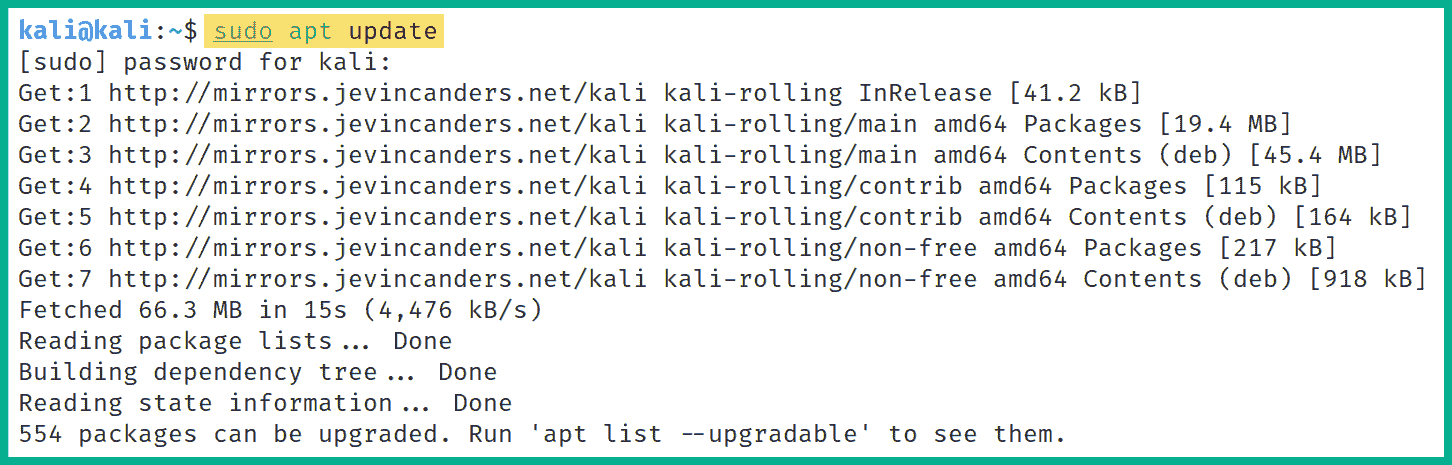 kali@kali:~$ sudo apt update
[sudo] password for kali:
Get:1 http://mirrors.jevincanders.net/kali kali-rolling InRelease [41.2 kB]
Get:2 http://mirrors.jevincanders.net/kali kali-rolling/main amd64 Packages [19.4 MB]
Get:3 http://mirrors.jevincanders.net/kali kali-rolling/main amd64 Contents (deb) [45.4 MB]
Get:4 http://mirrors.jevincanders.net/kali kali-rolling/contrib amd64 Packages [115 kB]
Get:5 http://mirrors.jevincanders.net/kali kali-rolling/contrib amd64 Contents (deb) [164 kB]
Get:6 http://mirrors.jevincanders.net/kali kali-rolling/non-free amd64 Packages [217 kB]
Get:7 http://mirrors.jevincanders.net/kali kali-rolling/non-free amd64 Contents (deb) [918 kB]
Fetched 66.3 MB in 15s (4,476 kB/s)
Reading package lists... Done
Building dependency tree... Done
Reading state information... Done
554 packages can be upgraded. Run 'apt list --upgradable' to see them.